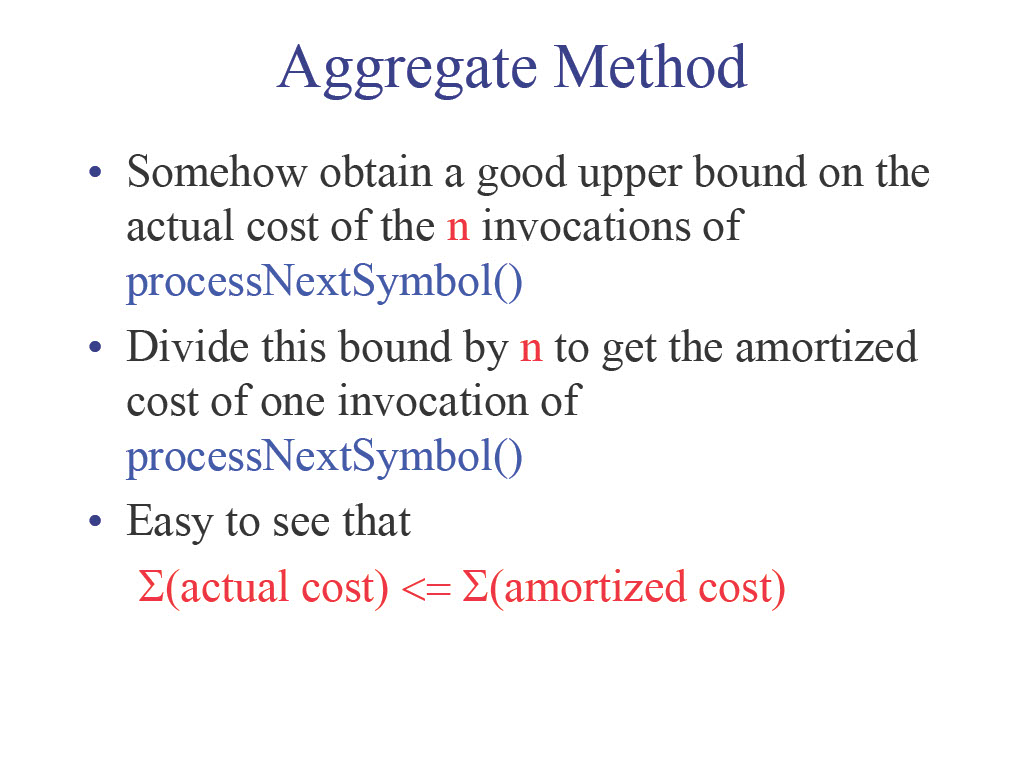 Aggregate Method
• Somehow obtain a good upper bound on the
actual cost of the n invocations of
processNextSymbol()
• Divide this bound by n to get the amortized
cost of one invocation of
processNextSymbol()
• Easy to see that
Σ(actual cost) <= Σ(amortized cost)